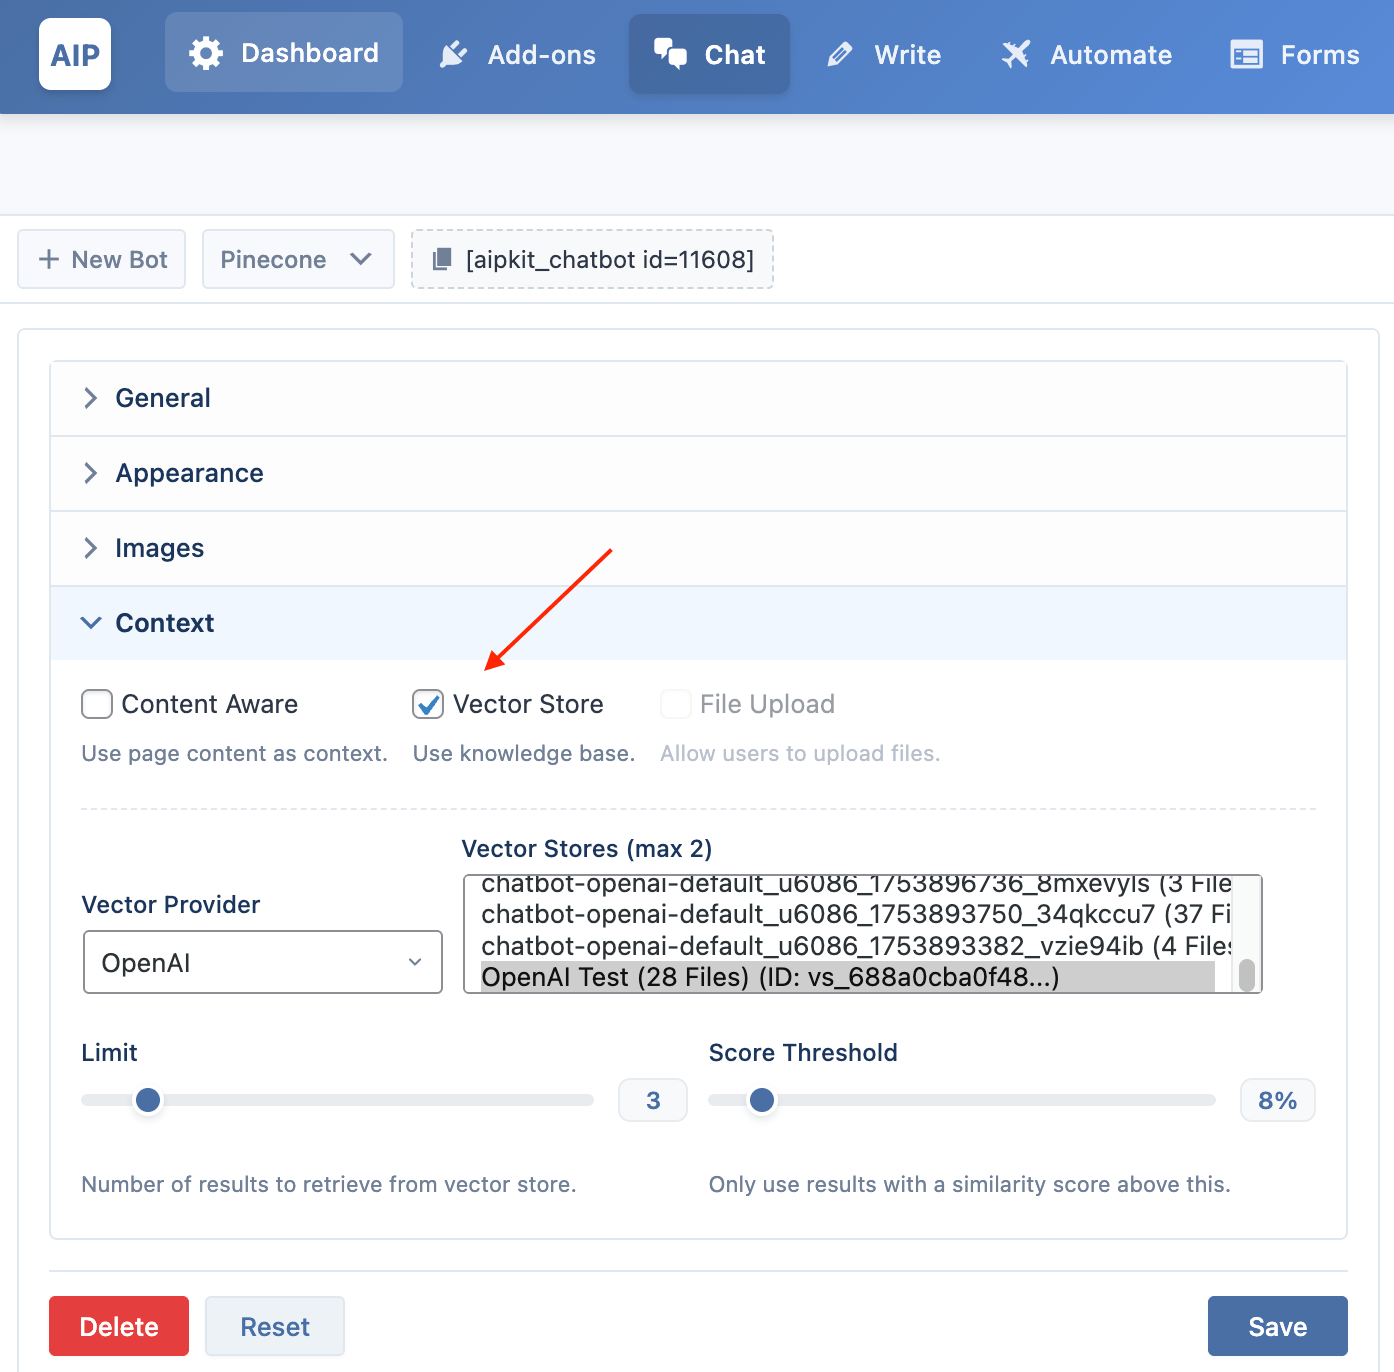 AIP Dashboard Add-ons Chat Write Automate Forms
+ New Bot Pinecone [aipkit_chatbot id=11608]
General
Appearance
Images
Context
Content Aware Vector Store File Upload
Use page content as context. Use knowledge base. Allow users to upload files.
Vector Stores (max 2)
chatbot-openai-default_u6086_1753896736_8mxevyls (3 File
Vector Provider
chatbot-openai-default_u6086_1753893750_34qkccu7 (37 Fi
chatbot-openai-default_u6086_1753893382_vzie94ib (4 Files
OpenAI
OpenAI Test (28 Files) (ID: vs_688a0cba0f48...)
Limit Score Threshold
3 8%
Number of results to retrieve from vector store. Only use results with a similarity score above this.
Delete Reset Save